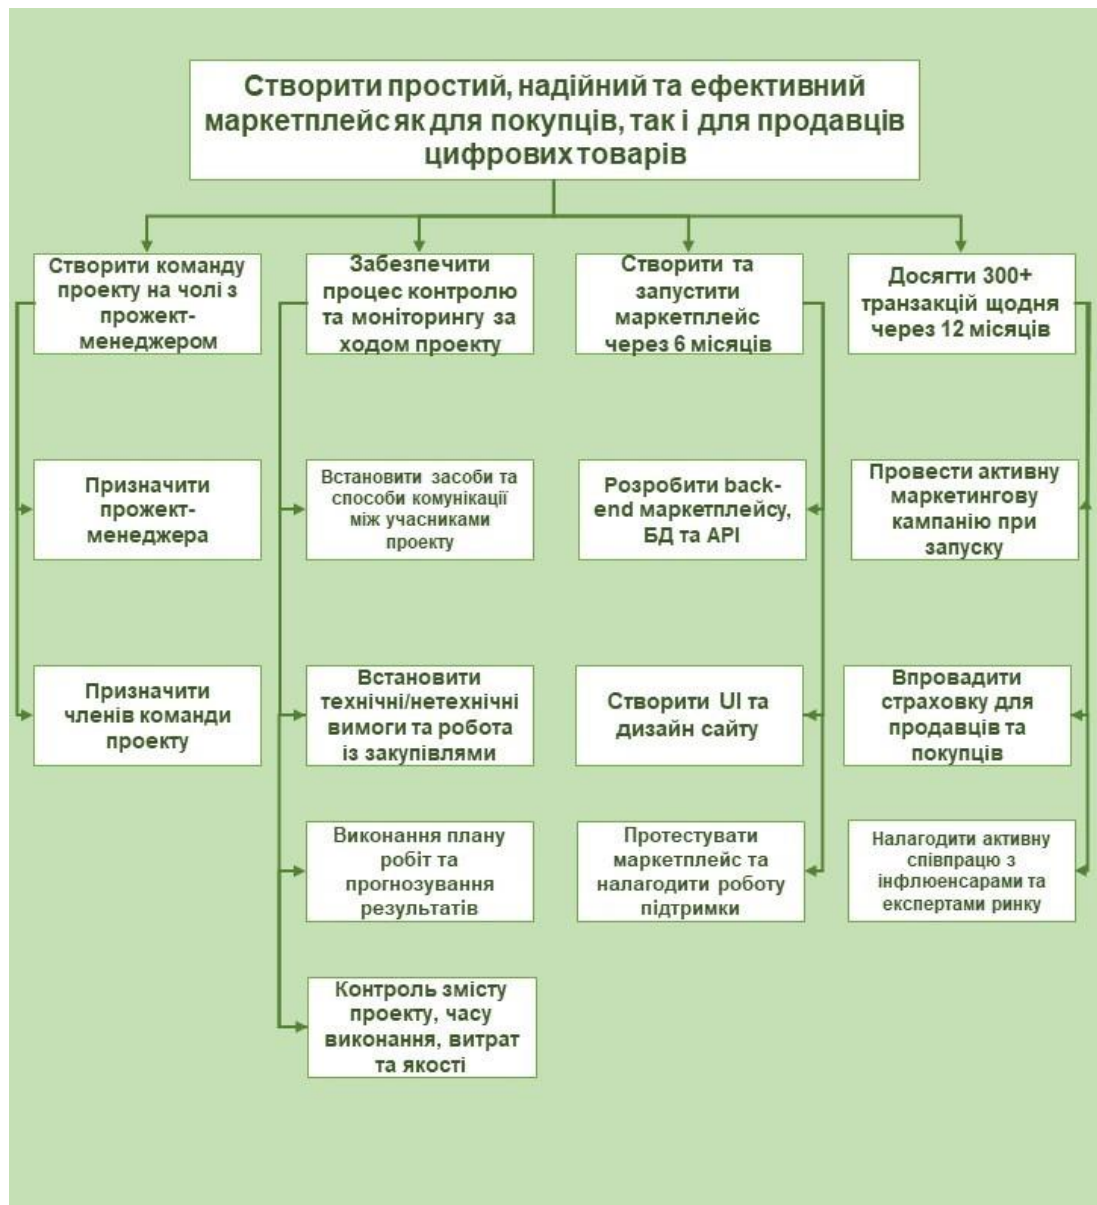 Створити простий, надійний та ефективний
маркетплейс як для покупців, так і для продавців
цифрових товарів
Створити команду
проекту на чолі з
прожект-
менеджером
Забезпечити
процес контролю
та моніторингу за
ходом проекту
Створити та
запустити
маркетплейс
через 6 місяців
Досягти 300+
транзакцій щодня
через 12 місяців
Призначити
прожект-
менеджера
Встановити засоби та
способи комунікації
між учасниками
проекту
Розробити back-
end маркетплейсу,
БД та API
Провести активну
маркетингову
кампанію при
запуску
Призначити
членів команди
проекту
Встановити
технічні/нетехнічні
вимоги та робота
із закупівлями
Створити UI та
дизайн сайту
Впровадити
страховку для
продавців та
покупців
Виконання плану
робіт та
прогнозування
результатів
Протестувати
маркетплейс та
налагодити роботу
підтримки
Налагодити активну
співпрацю з
інфлюенсарами та
експертами ринку
Контроль змісту
проекту, часу
виконання, витрат
та якості